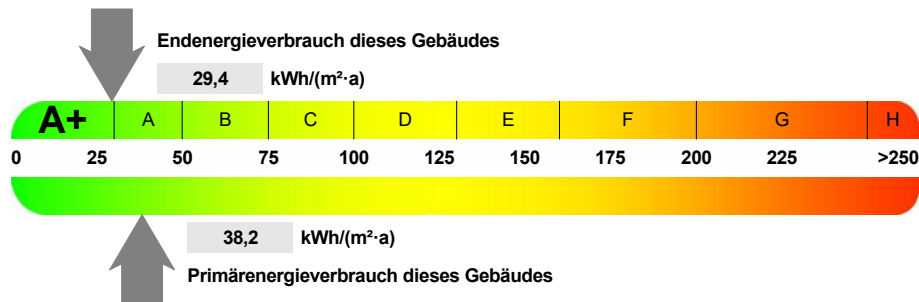 Endenergieverbrauch dieses Gebäudes
29,4 kWh/(m²·a)
A+ A B C D E F G H
0 25 50 75 100 125 150 175 200 225 >250
38,2 kWh/(m²·a)
Primärenergieverbrauch dieses Gebäudes